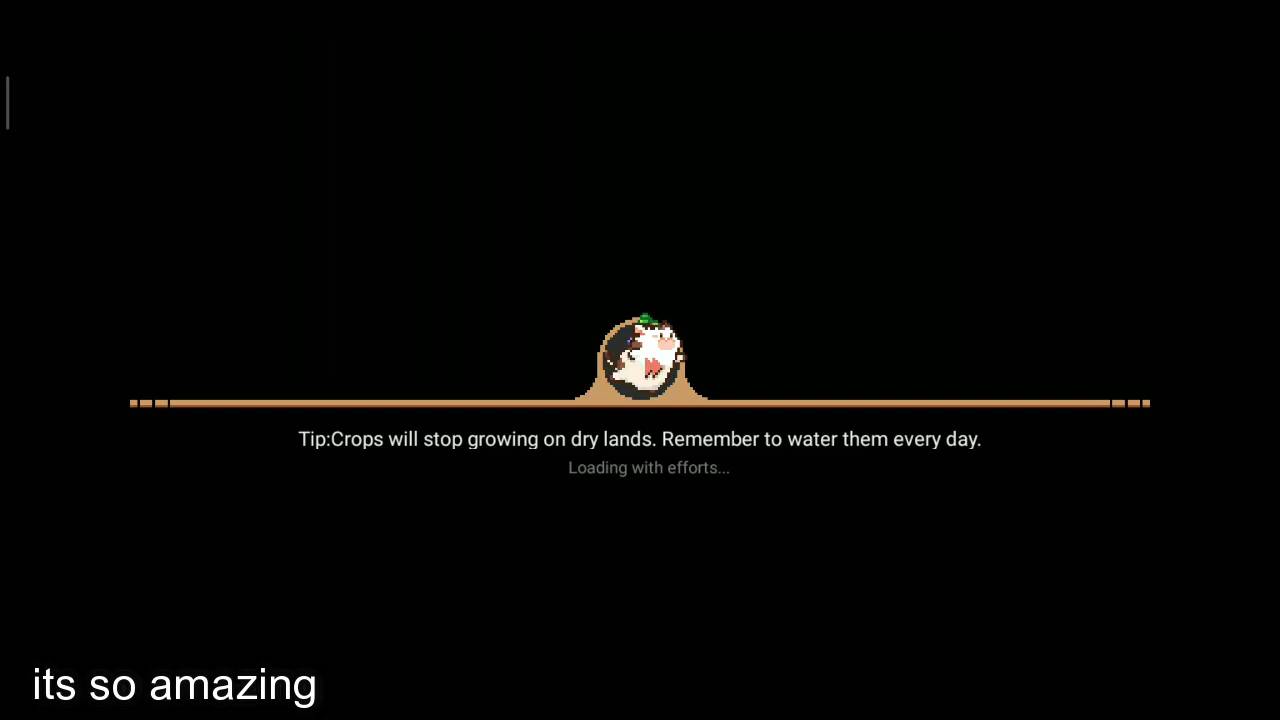 Tip:Crops will stop growing on dry lands. Remember to water them every day.
Loading with efforts...
its so amazing